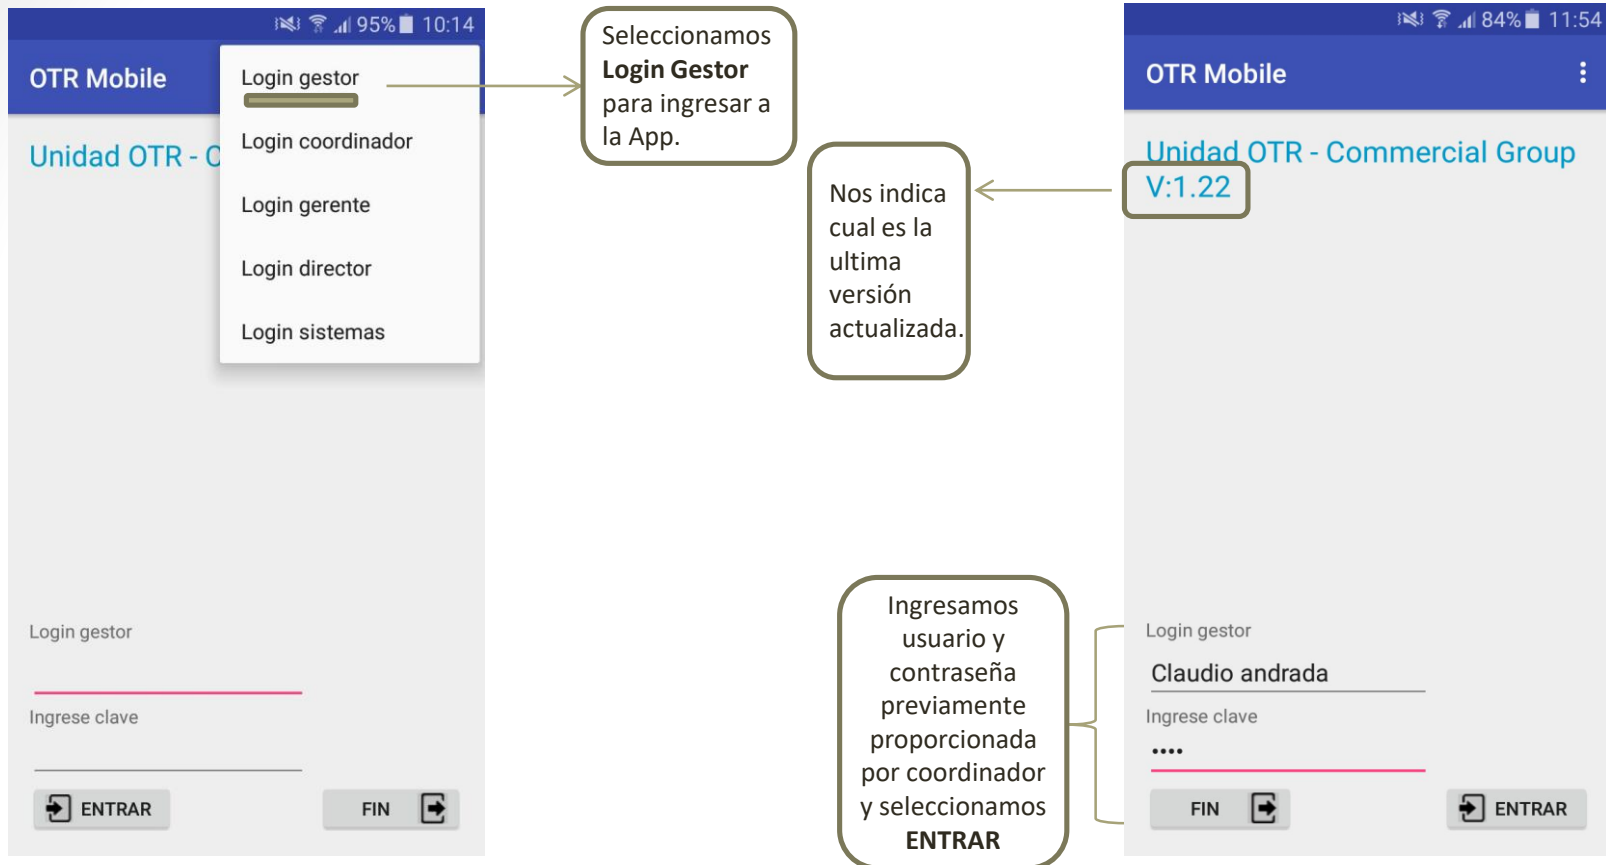 95% 10:14
OTR Mobile
Login gestor
Login coordinador
Login gerente
Login director
Login sistemas
Unidad OTR - C
Login gestor
Ingrese clave
ENTRAR
FIN
Seleccionamos
Login Gestor
para ingresar a
la App.
Nos indica
cual es la
ultima
versión
actualizada.
Ingresamos
usuario y
contraseña
previamente
proporcionada
por coordinador
y seleccionamos
ENTRAR
84% 11:54
OTR Mobile
Unidad OTR - Commercial Group
V:1.22
Login gestor
Claudio andrada
Ingrese clave
••••
FIN
ENTRAR